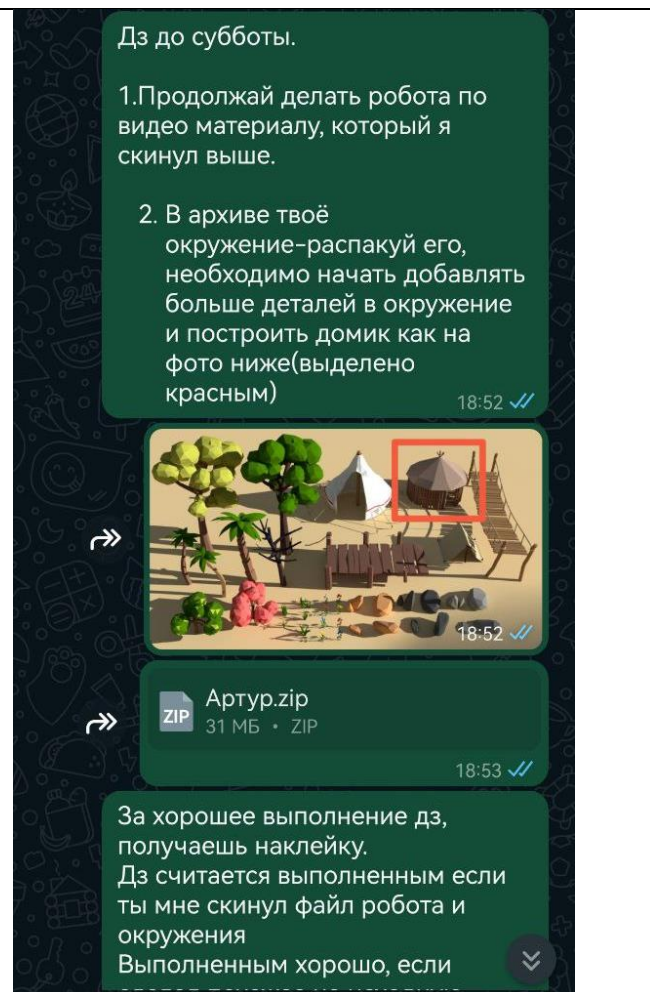 Дз до субботы.
1.Продолжай делать робота по
видео материалу, который я
скинул выше.
2. В архиве твоё
окружение-распакуй его,
необходимо начать добавлять
больше деталей в окружение
и построить домик как на
фото ниже(выделено
красным)
18:52
18:52
ZIP
Артур.zip
31 МБ • ZIP
18:53
За хорошее выполнение дз,
получаешь наклейку.
Дз считается выполненным если
ты мне скинул файл робота и
окружения
Выполненным хорошо, если